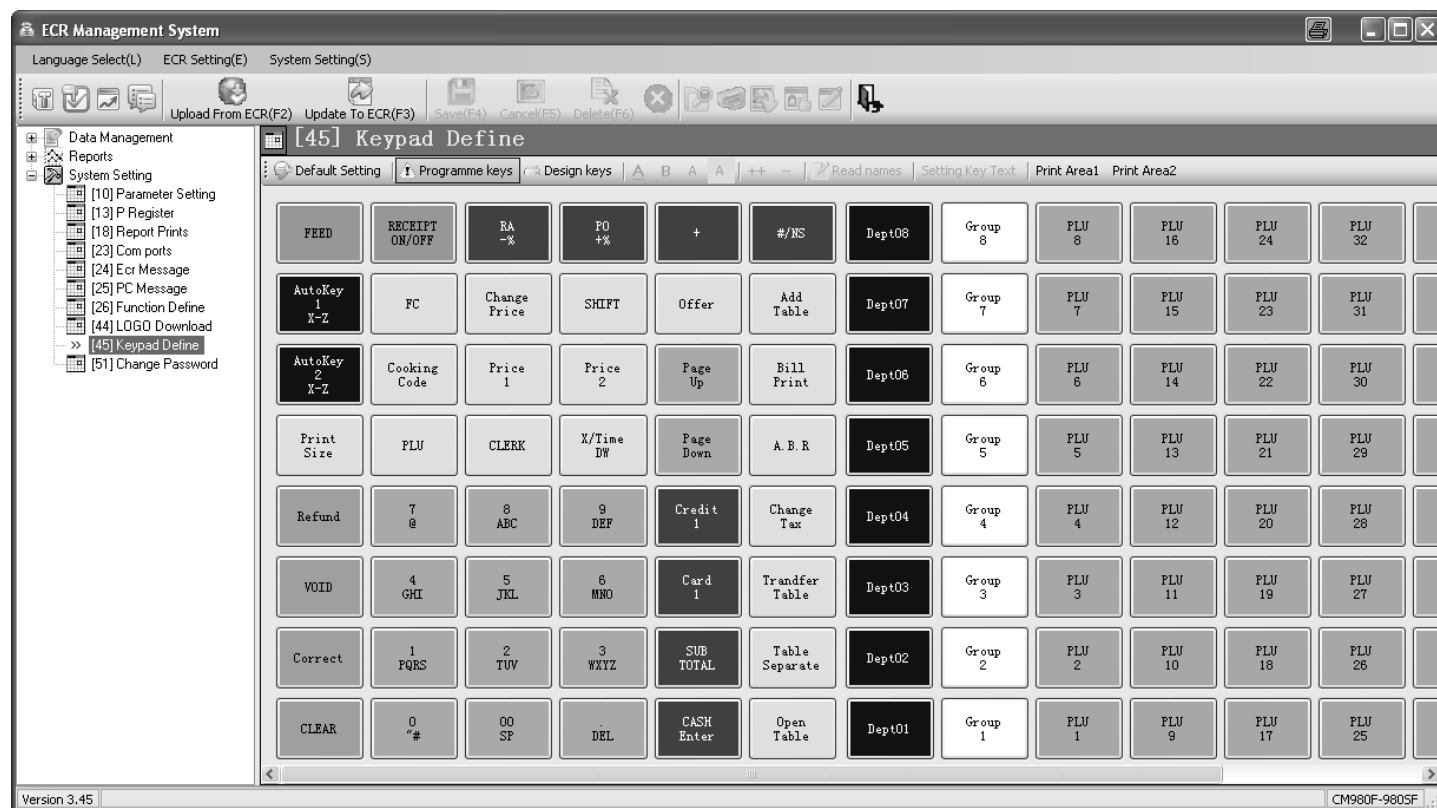 ECR Management System
Language Select(L) ECR Setting(E) System Setting(S)
Upload From ECR(F2) Update To ECR(F3) Save(F4) Cancel(F5) Delete(F6)
Data Management
Reports
System Setting
[10] Parameter Setting
[13] P Register
[18] Report Prints
[23] Com ports
[24] Ecr Message
[25] PC Message
[26] Function Define
[44] LOGO Download
[45] Keypad Define
[51] Change Password
[45] Keypad Define
Default Setting Programme keys Design keys A B A A ++ -- Read names Setting Key Text Print Area1 Print Area2
FEED RECEIPT RA PO + #/NS Dept08 Group PLU PLU PLU PLU
ON/OFF -% +% 8 8 16 24 32
AutoKey FC Change SHIFT Offer Add Dept07 Group PLU PLU PLU PLU
1 Price Table 7 7 15 23 31
X-Z
AutoKey Cooking Price Price Page Bill Dept06 Group PLU PLU PLU PLU
2 Code 1 2 Up Print 6 6 14 22 30
X-Z
Print PLU CLERK X/Time Page A.B.R Dept05 Group PLU PLU PLU PLU
Size DW Down 5 5 13 21 29
Refund 7 8 9 Credit Change Dept04 Group PLU PLU PLU PLU
@ ABC DEF 1 Tax 4 4 12 20 28
VOID 4 5 6 Card Trandfer Dept03 Group PLU PLU PLU PLU
GHI JKL MNO 1 Table 3 3 11 19 27
Correct 1 2 3 SUB Table Dept02 Group PLU PLU PLU PLU
PQRS TUV WXYZ TOTAL Separate 2 2 10 18 26
CLEAR 0 00 . CASH Open Dept01 Group PLU PLU PLU PLU
"# SP DEL Enter Table 1 1 9 17 25
Version 3.45 CM980F-980SF